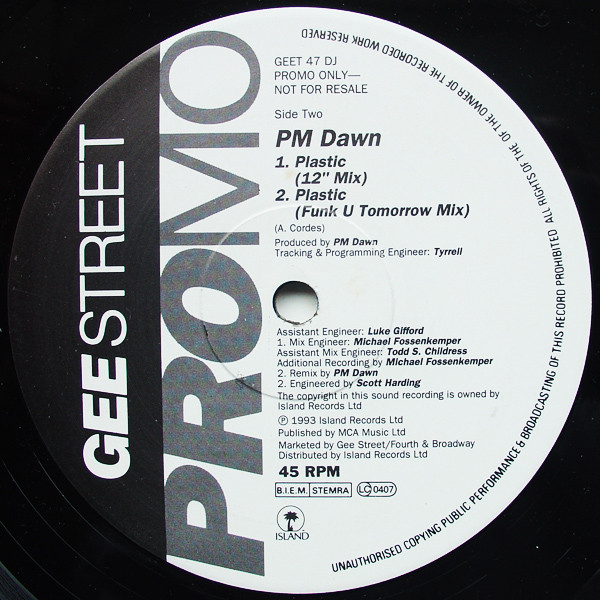 GEESTREET
PROMO
GEET 47 DJ
PROMO ONLY—
NOT FOR RESALE
Side Two
PM Dawn
1. Plastic
(12" Mix)
2. Plastic
(Funk U Tomorrow Mix)
(A. Cordes)
Produced by PM Dawn
Tracking & Programming Engineer: Tyrrell
Assistant Engineer: Luke Gifford
1. Mix Engineer: Michael Fossenkemper
Assistant Mix Engineer: Todd S. Childress
Additional Recording by Michael Fossenkemper
2. Remix by PM Dawn
2. Engineered by Scott Harding
The copyright in this sound recording is owned by
Island Records Ltd
℗ 1993 Island Records Ltd
Published by MCA Music Ltd
Marketed by Gee Street/Fourth & Broadway
Distributed by Island Records Ltd
45 RPM
B.I.E.M. STEMRA LC 0407
ISLAND
UNAUTHORISED COPYING PUBLIC PERFORMANCE & BROADCASTING OF THIS RECORD PROHIBITED ALL RIGHTS OF THE OF THE OWNER OF THE RECORDED WORK RESERVED